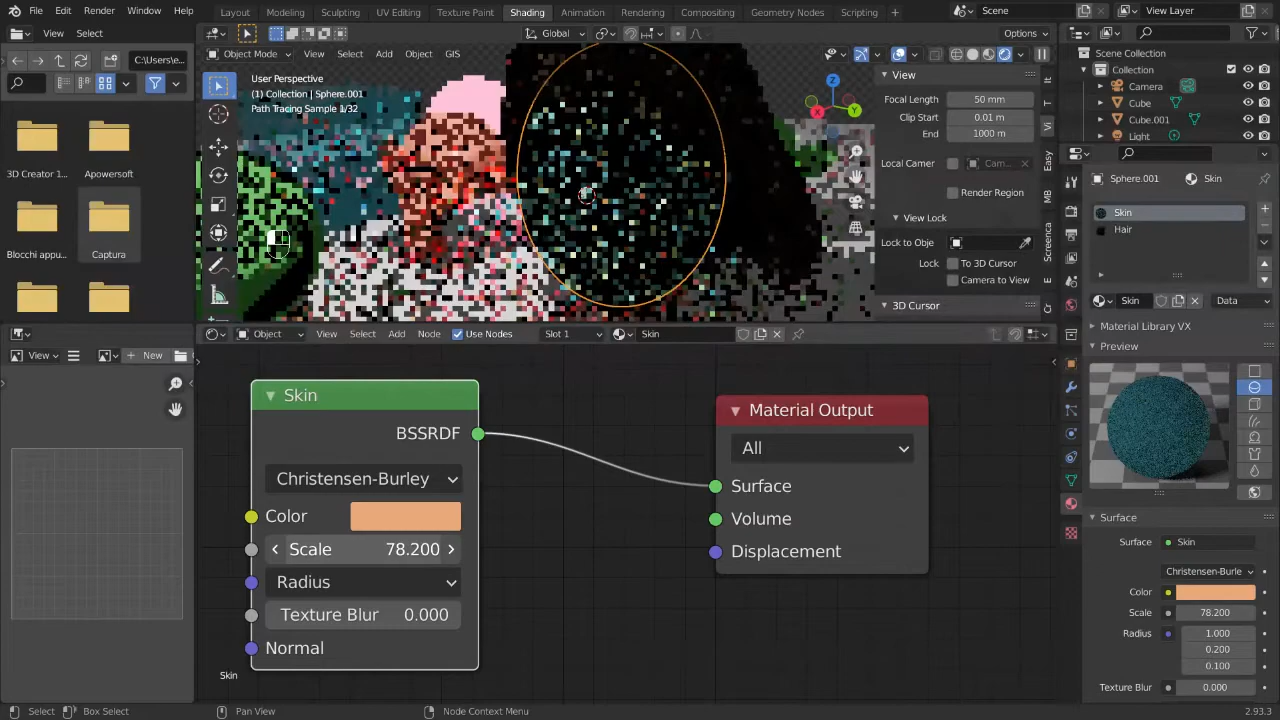 File Edit Render Window Help Layout Modeling Sculpting UV Editing Texture Paint Shading Animation Rendering Compositing Geometry Nodes Scripting + Scene View Layer
View Select
Global
Options
Object Mode View Select Add Object GIS
C:\Users\e...
3D Creator 1...
Apowersoft
Blocchi appu...
Captura
User Perspective
(1) Collection | Sphere.001
Path Tracing Sample 1/32
Z
X
Y
View
Focal Length 50 mm
Clip Start 0.01 m
End 1000 m
Local Camer Cam...
Render Region
View Lock
Lock to Obje
Lock To 3D Cursor
Camera to View
3D Cursor
Easy
MB
Screenca
E
Scene Collection
Collection
Camera
Cube
Cube.001
Light
Sphere.001 Skin
Skin
Hair
Skin Data
Material Library VX
Preview
Surface
Surface Skin
Christensen-Burle
Color
Scale 78.200
Radius 1.000
0.200
0.100
Texture Blur 0.000
View New
Object View Select Add Node Use Nodes Slot 1 Skin
Skin
BSSRDF
Christensen-Burley
Color
Scale 78.200
Radius
Texture Blur 0.000
Normal
Skin
Material Output
All
Surface
Volume
Displacement
Select Box Select Pan View Node Context Menu 2.93.3